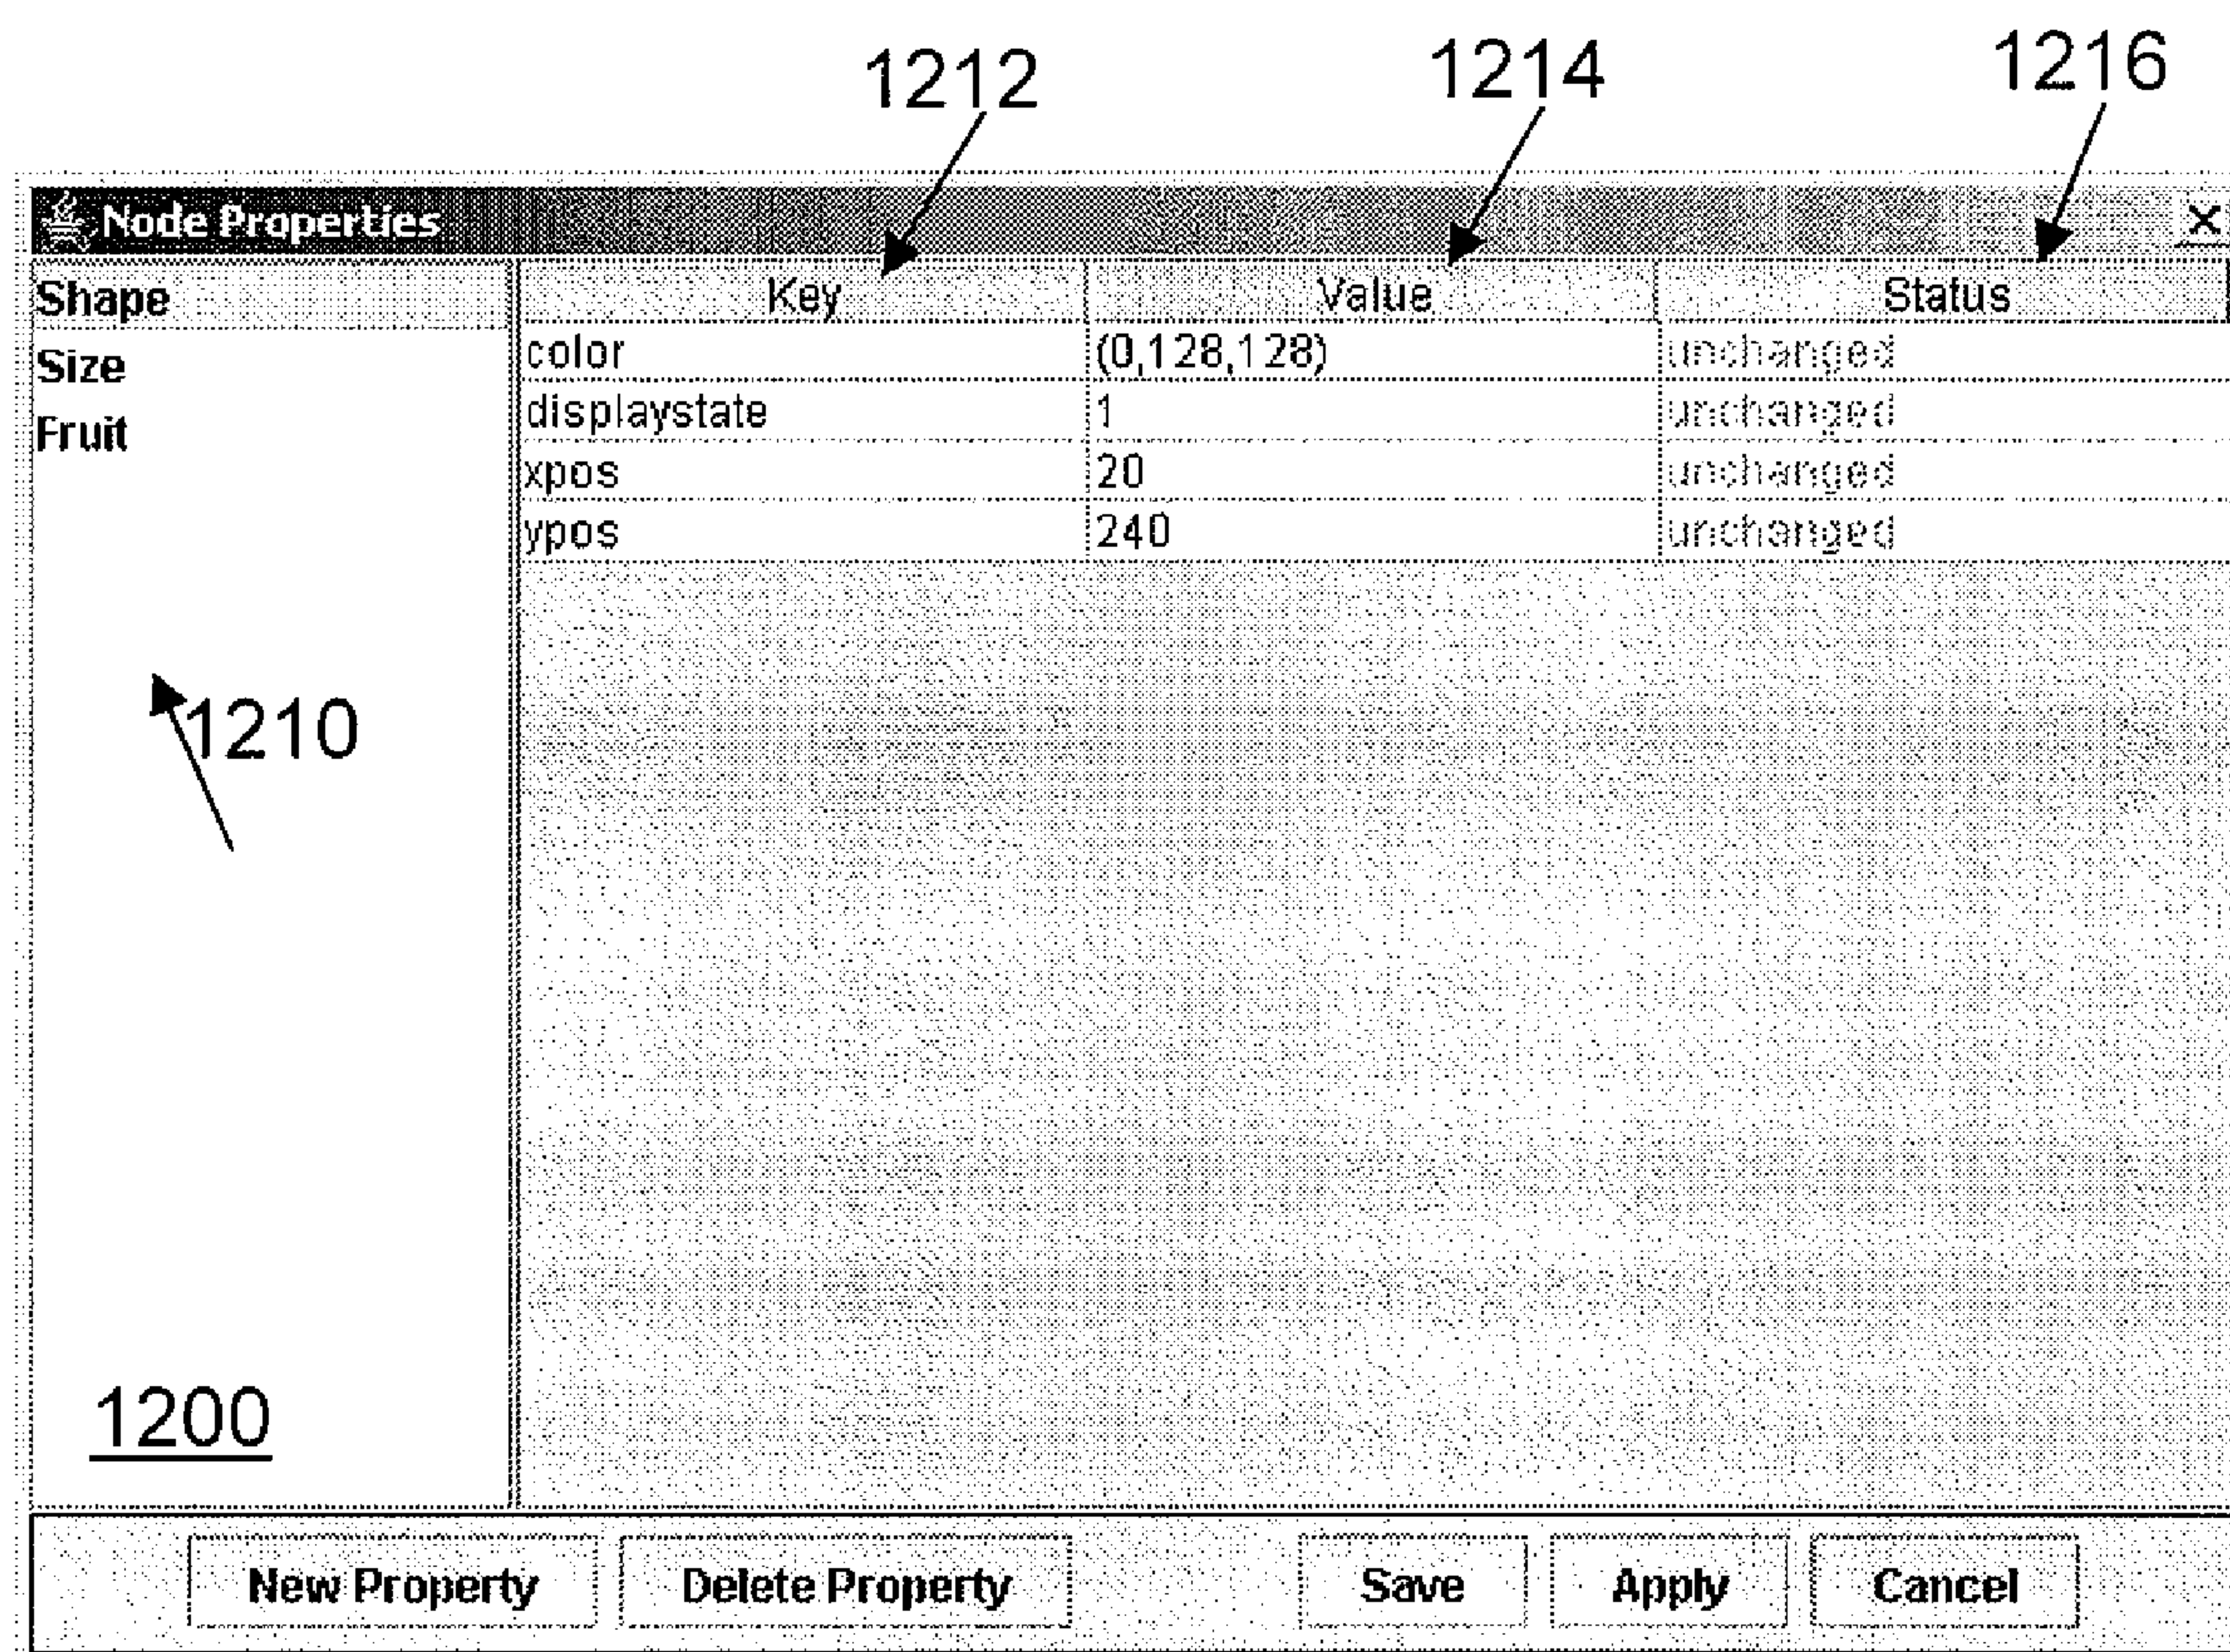 1212 1214 1216
Node Properties
Shape
Size
Fruit
Key Value Status
color (0,128,128) unchanged
displaystate 1 unchanged
xpos 20 unchanged
ypos 240 unchanged
1210
1200
New Property Delete Property Save Apply Cancel